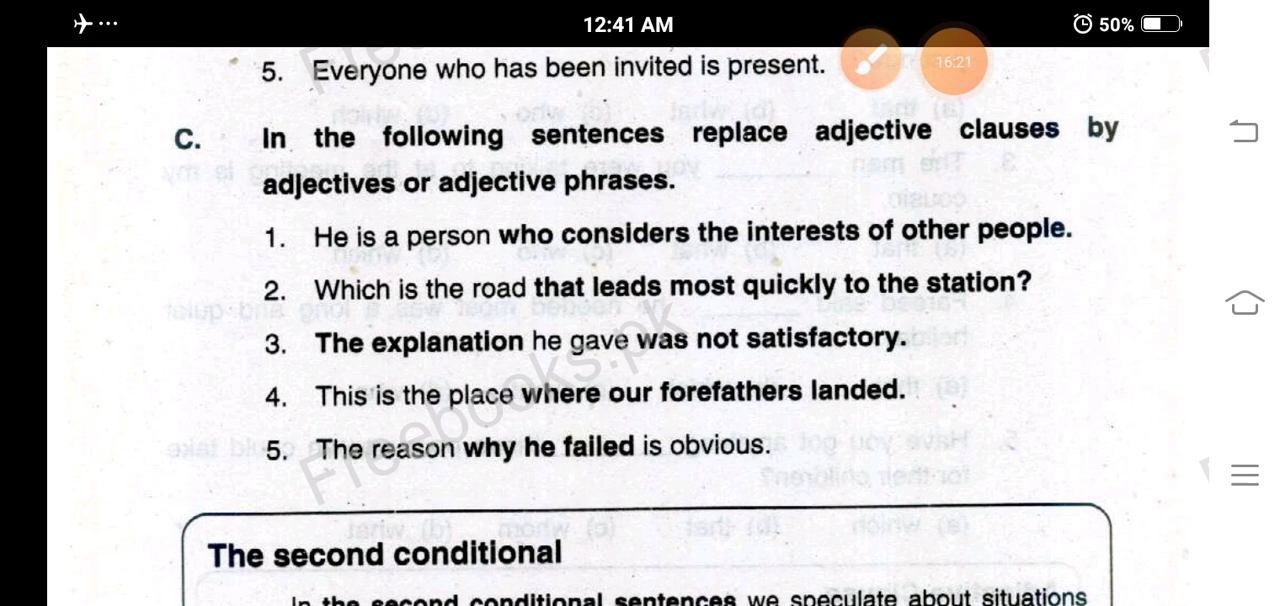 12:41 AM
50%
16:21
5. Everyone who has been invited is present.
C. In the following sentences replace adjective clauses by
adjectives or adjective phrases.
1. He is a person who considers the interests of other people.
2. Which is the road that leads most quickly to the station?
3. The explanation he gave was not satisfactory.
4. This is the place where our forefathers landed.
5. The reason why he failed is obvious.
Freebooks.pk
The second conditional
In the second conditional sentences we speculate about situations